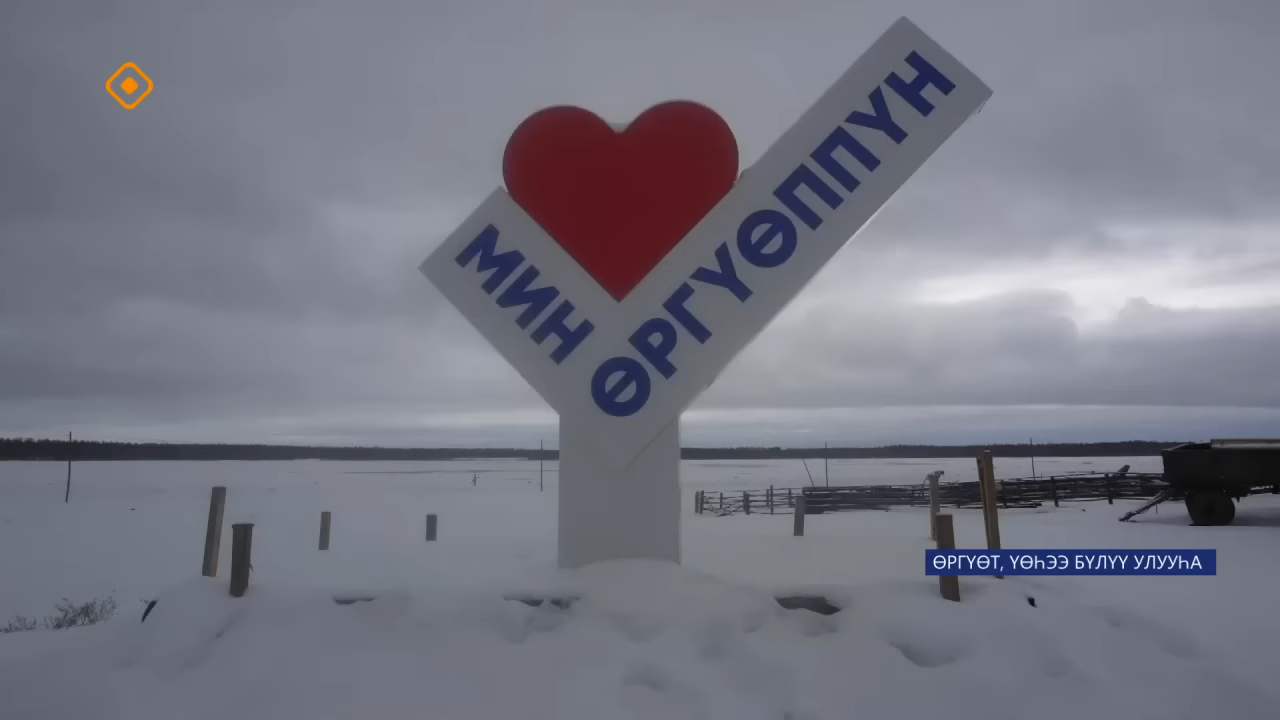 МИН
ӨРГҮӨППҮН
ӨРГҮӨТ, ҮӨҺЭЭ БҮЛҮҮ УЛУУҺА